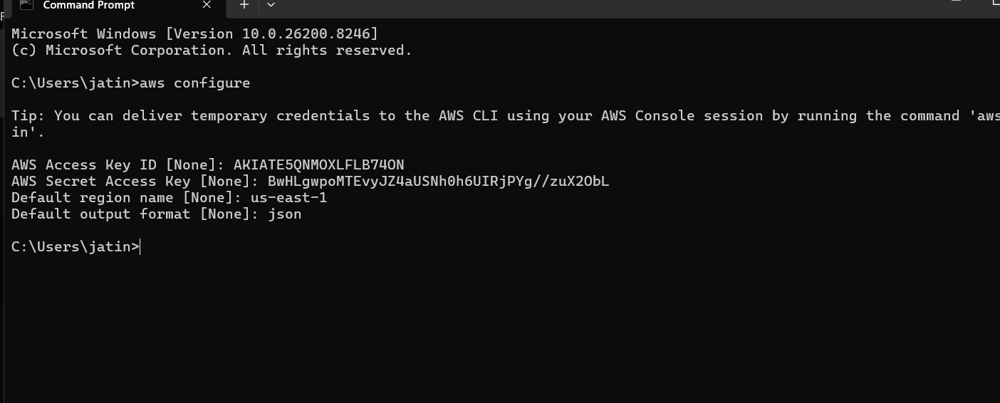 Command Prompt
Microsoft Windows [Version 10.0.26200.8246]
(c) Microsoft Corporation. All rights reserved.
C:\Users\jatin>aws configure
Tip: You can deliver temporary credentials to the AWS CLI using your AWS Console session by running the command 'aws
in'.
AWS Access Key ID [None]: AKIATE5QNMOXLFLB74ON
AWS Secret Access Key [None]: BwHLgwpoMTEvyJZ4aUSNh0h6UIRjPYg//zuX2ObL
Default region name [None]: us-east-1
Default output format [None]: json
C:\Users\jatin>